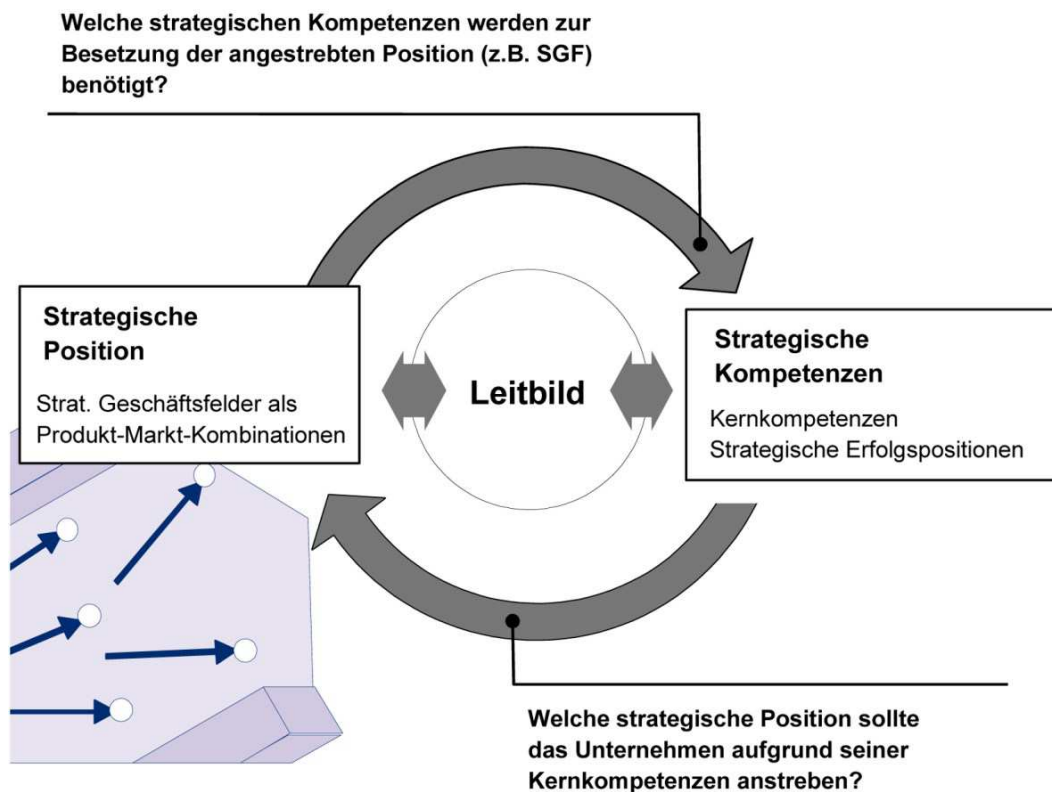 Welche strategischen Kompetenzen werden zur
Besetzung der angestrebten Position (z.B. SGF)
benötigt?
Strategische
Position
Strat. Geschäftsfelder als
Produkt-Markt-Kombinationen
Leitbild
Strategische
Kompetenzen
Kernkompetenzen
Strategische Erfolgspositionen
Welche strategische Position sollte
das Unternehmen aufgrund seiner
Kernkompetenzen anstreben?